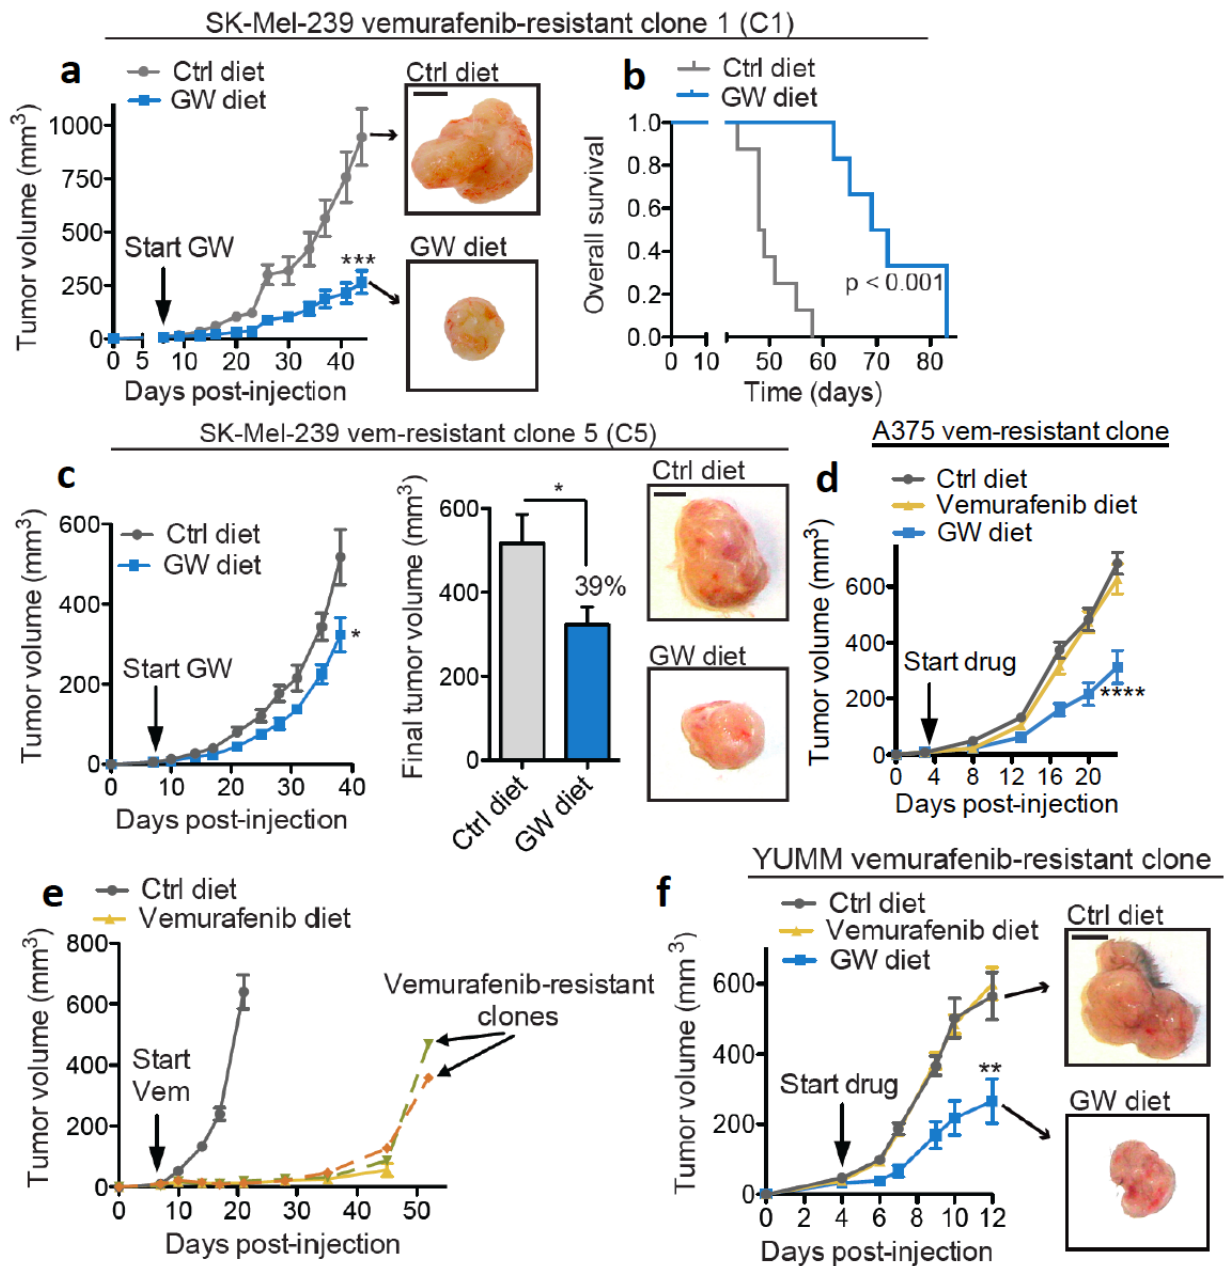 SK-Mel-239 vemurafenib-resistant clone 1 (C1)
a
Ctrl diet
GW diet
Tumor volume (mm3)
1000
750
500
250
0
Start GW
***
0 5 10 20 30 40
Days post-injection
Ctrl diet
GW diet
b
Ctrl diet
GW diet
Overall survival
1.0
0.8
0.6
0.4
0.2
0.0
p < 0.001
0 10 50 60 70 80
Time (days)
SK-Mel-239 vem-resistant clone 5 (C5)
c
Ctrl diet
GW diet
Tumor volume (mm3)
600
400
200
0
Start GW
*
0 10 20 30 40
Days post-injection
Final tumor volume (mm3)
600
400
200
0
*
39%
Ctrl diet
GW diet
Ctrl diet
GW diet
A375 vem-resistant clone
d
Ctrl diet
Vemurafenib diet
GW diet
Tumor volume (mm3)
600
400
200
0
Start drug
****
0 4 8 12 16 20
Days post-injection
e
Ctrl diet
Vemurafenib diet
Tumor volume (mm3)
800
600
400
200
0
Start
Vem
Vemurafenib-resistant
clones
0 10 20 30 40 50
Days post-injection
YUMM vemurafenib-resistant clone
f
Ctrl diet
Vemurafenib diet
GW diet
Tumor volume (mm 3)
600
400
200
0
Start drug
**
0 2 4 6 8 10 12
Days post-injection
Ctrl diet
GW diet